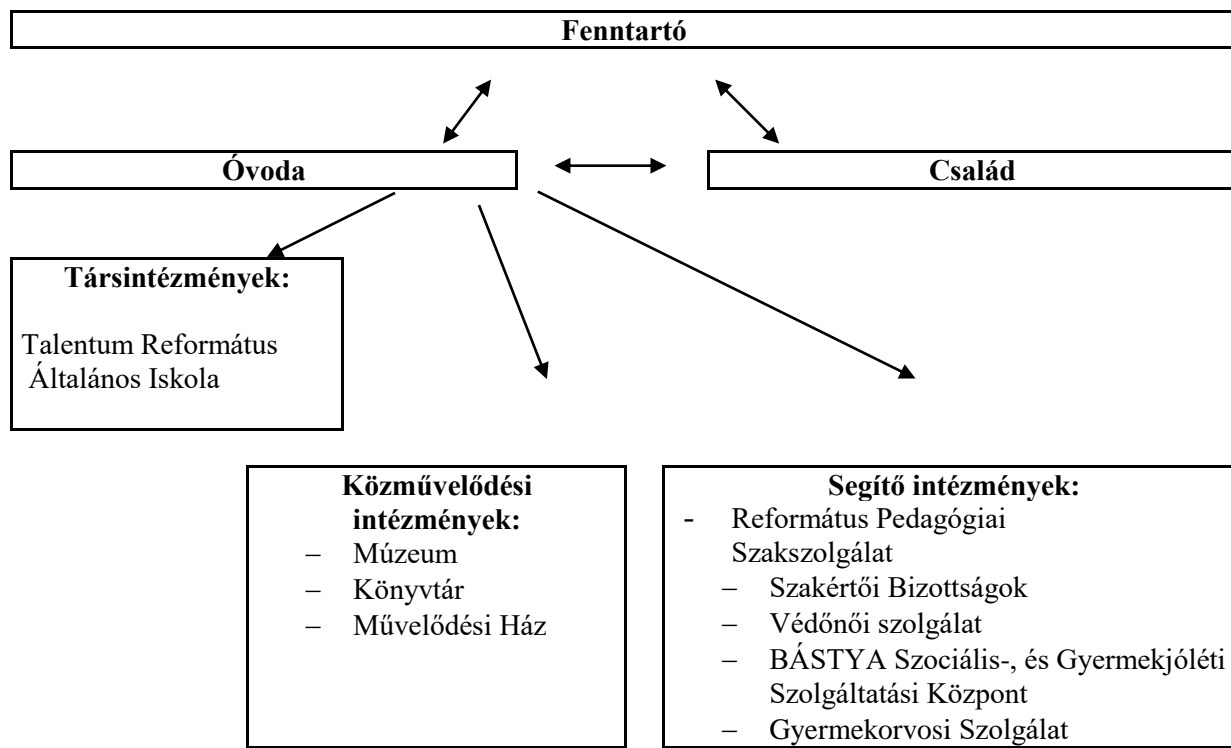 Fenntartó
Óvoda
Család
Társintézmények:
Talentum Református
Általános Iskola
Közművelődési
intézmények:
– Múzeum
– Könyvtár
– Művelődési Ház
Segítő intézmények:
- Református Pedagógiai
Szakszolgálat
– Szakértői Bizottságok
– Védőnői szolgálat
– BÁSTYA Szociális-, és Gyermekjóléti
Szolgáltatási Központ
– Gyermekorvosi Szolgálat